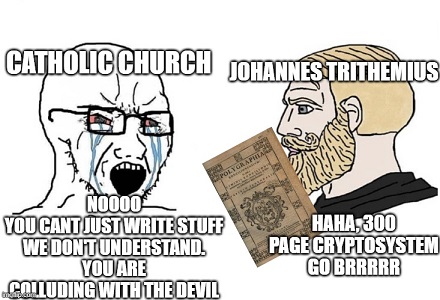 CATHOLIC CHURCH
JOHANNES TRITHEMIUS
POLYGRAPHIAE
NOOOO
YOU CANT JUST WRITE STUFF
WE DON'T UNDERSTAND.
YOU ARE
COLLUDING WITH THE DEVIL
HAHA, 300
PAGE CRYPTOSYSTEM
GO BRRRRR